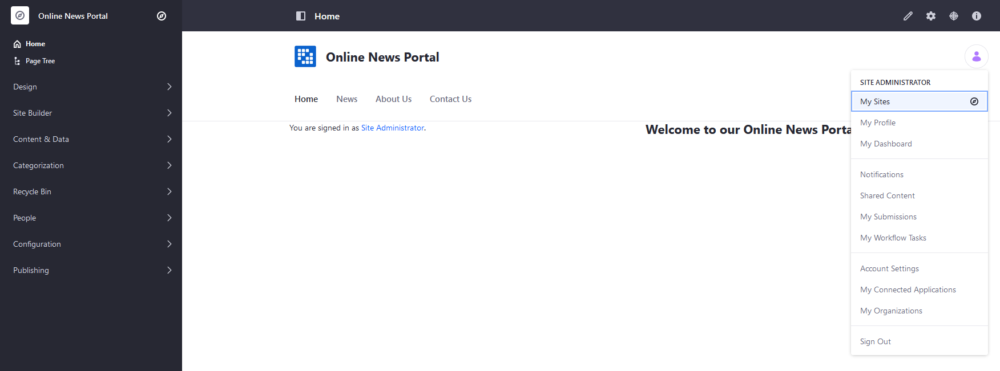 Online News Portal
Home
Page Tree
Design
Site Builder
Content & Data
Categorization
Recycle Bin
People
Configuration
Publishing
Home
Online News Portal
Home News About Us Contact Us
You are signed in as Site Administrator.
Welcome to our Online News Porta
SITE ADMINISTRATOR
My Sites
My Profile
My Dashboard
Notifications
Shared Content
My Submissions
My Workflow Tasks
Account Settings
My Connected Applications
My Organizations
Sign Out